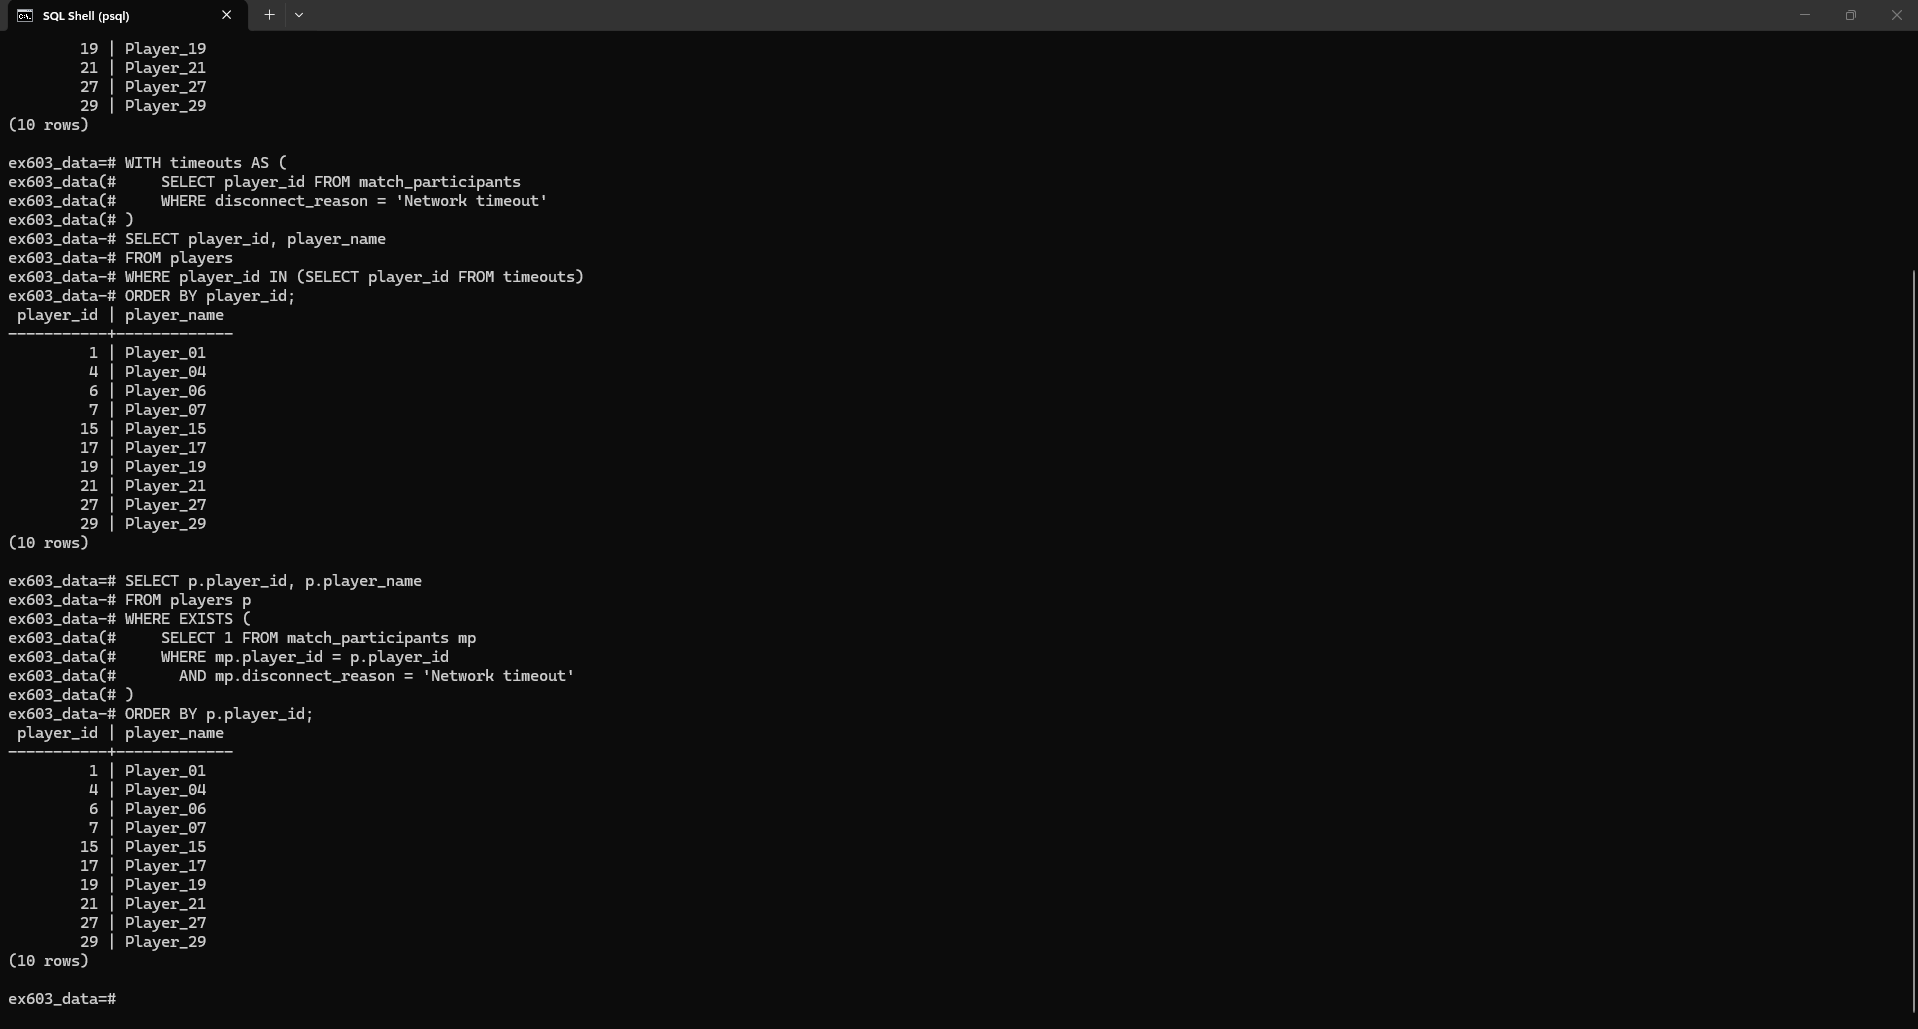 SQL Shell (psql)
19 | Player_19
21 | Player_21
27 | Player_27
29 | Player_29
(10 rows)
ex603_data=# WITH timeouts AS (
ex603_data(#     SELECT player_id FROM match_participants
ex603_data(#     WHERE disconnect_reason = 'Network timeout'
ex603_data(# )
ex603_data-# SELECT player_id, player_name
ex603_data-# FROM players
ex603_data-# WHERE player_id IN (SELECT player_id FROM timeouts)
ex603_data-# ORDER BY player_id;
 player_id | player_name
-----------+-------------
         1 | Player_01
         4 | Player_04
         6 | Player_06
         7 | Player_07
        15 | Player_15
        17 | Player_17
        19 | Player_19
        21 | Player_21
        27 | Player_27
        29 | Player_29
(10 rows)
ex603_data=# SELECT p.player_id, p.player_name
ex603_data-# FROM players p
ex603_data-# WHERE EXISTS (
ex603_data(#     SELECT 1 FROM match_participants mp
ex603_data(#     WHERE mp.player_id = p.player_id
ex603_data(#       AND mp.disconnect_reason = 'Network timeout'
ex603_data(# )
ex603_data-# ORDER BY p.player_id;
 player_id | player_name
-----------+-------------
         1 | Player_01
         4 | Player_04
         6 | Player_06
         7 | Player_07
        15 | Player_15
        17 | Player_17
        19 | Player_19
        21 | Player_21
        27 | Player_27
        29 | Player_29
(10 rows)
ex603_data=#